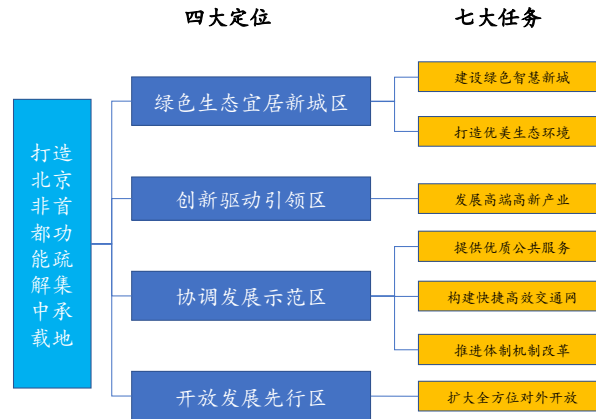 四大定位
七大任务
打造
北京
非首
都功
能疏
解集
中承
载地
绿色生态宜居新城区
建设绿色智慧新城
打造优美生态环境
创新驱动引领区
发展高端高新产业
协调发展示范区
提供优质公共服务
构建快捷高效交通网
推进体制机制改革
开放发展先行区
扩大全方位对外开放